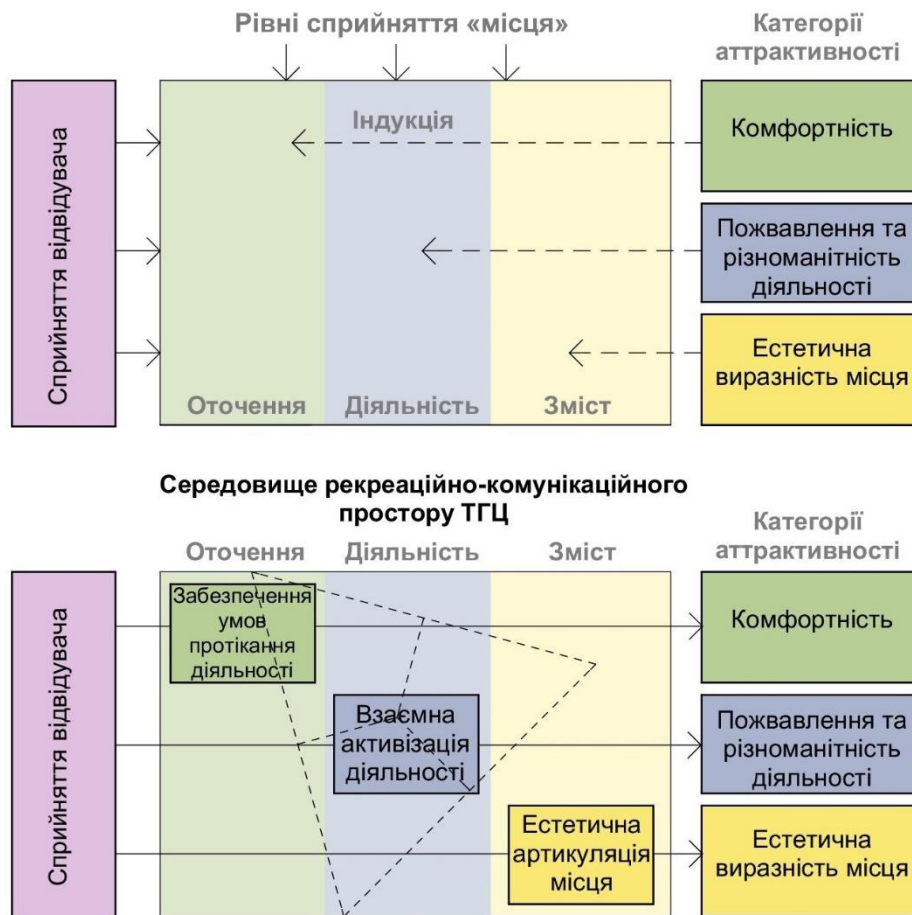 Рівні сприйняття «місця»
Категорії
аттрактивності
Сприйняття відвідувача
Індукція
Комфортність
Пожвавлення та
різноманітність
діяльності
Естетична
виразність місця
Оточення
Діяльність
Зміст
Середовище рекреаційно-комунікаційного
простору ТГЦ
Оточення
Діяльність
Зміст
Категорії
аттрактивності
Сприйняття відвідувача
Забезпечення
умов
протікання
діяльності
Комфортність
Взаємна
активізація
діяльності
Пожвавлення та
різноманітність
діяльності
Естетична
артикуляція
місця
Естетична
виразність місця